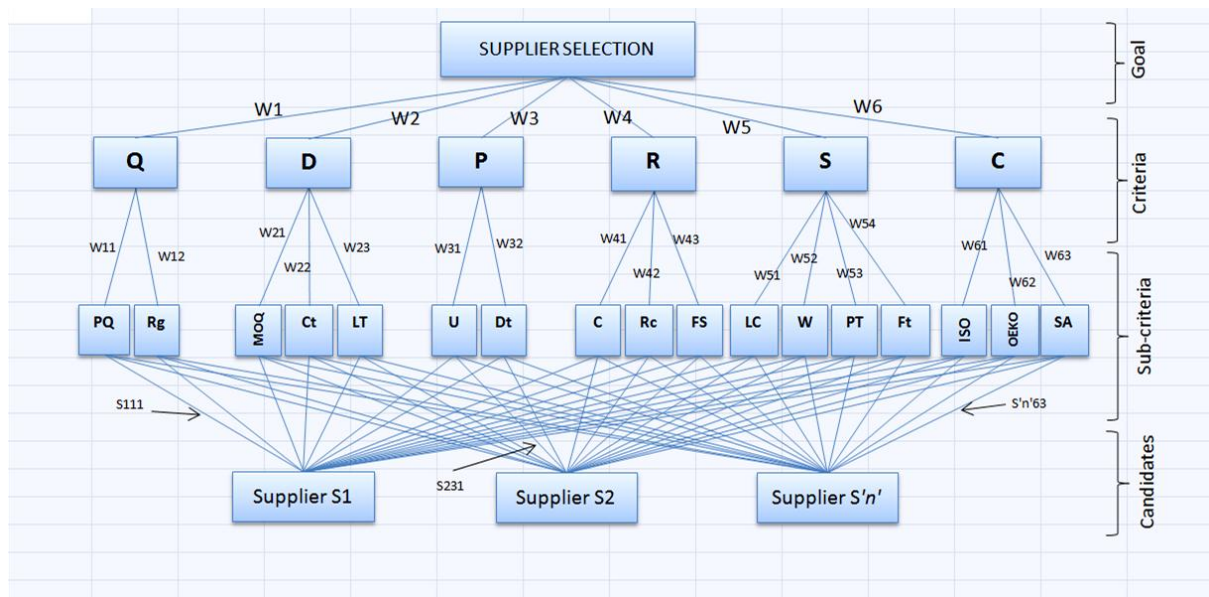 SUPPLIER SELECTION
Goal
W1
W2
W3
W4
W5
W6
Q
D
P
R
S
C
Criteria
W11
W12
W21
W22
W23
W31
W32
W41
W42
W43
W51
W52
W53
W54
W61
W62
W63
PQ
Rg
MOQ
Ct
LT
U
Dt
C
Rc
FS
LC
W
PT
Ft
ISO
OEKO
SA
Sub-criteria
S111
S231
S'n'63
Supplier S1
Supplier S2
Supplier S'n'
Candidates